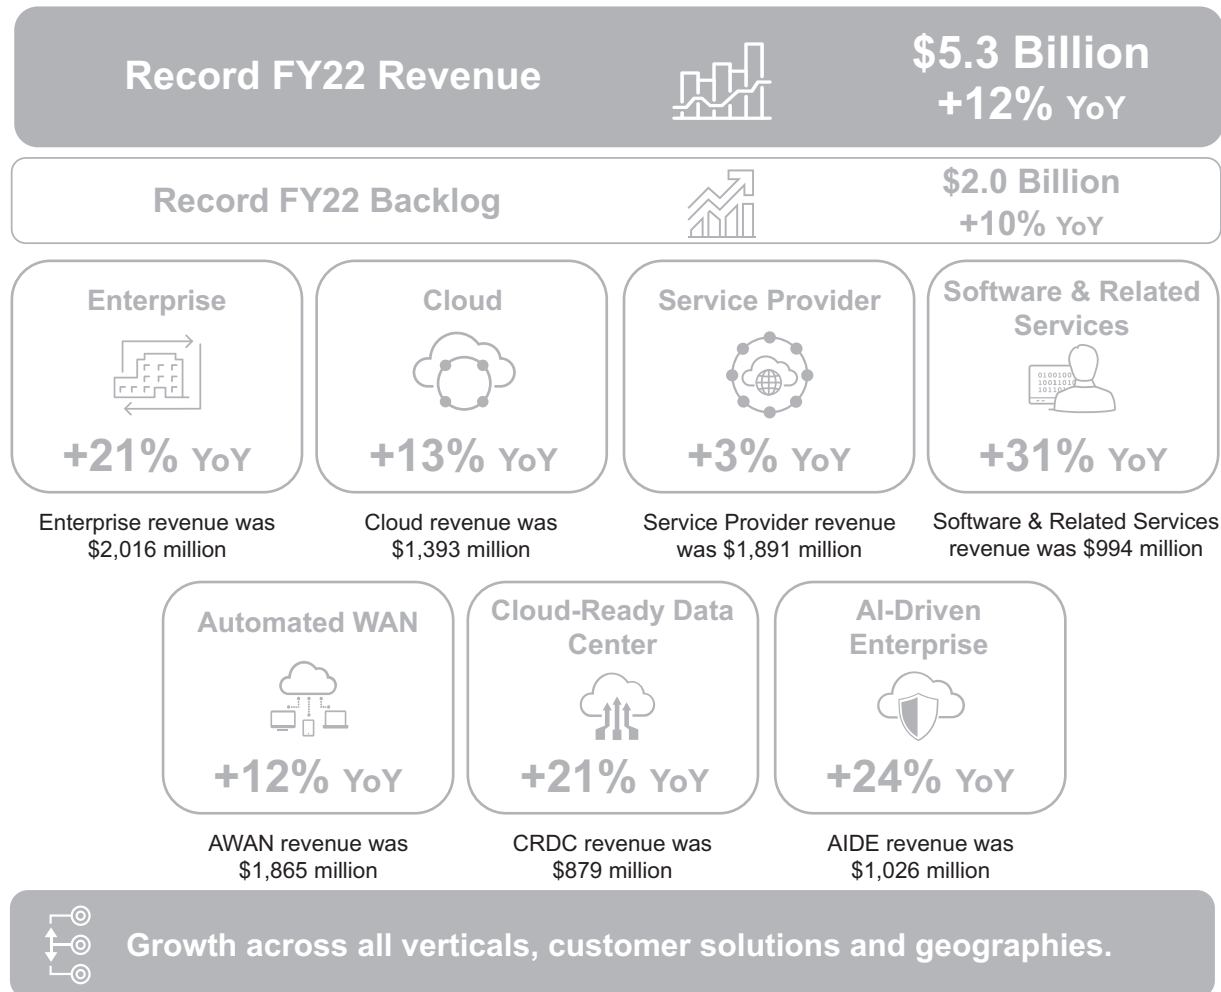 Record FY22 Revenue
$5.3 Billion
+12% YoY
Record FY22 Backlog
$2.0 Billion
+10% YoY
Enterprise
+21% YoY
Enterprise revenue was
$2,016 million
Cloud
+13% YoY
Cloud revenue was
$1,393 million
Service Provider
+3% YoY
Service Provider revenue
was $1,891 million
Software & Related
Services
0100100
10011010
1011
+31% YoY
Software & Related Services
revenue was $994 million
Automated WAN
+12% YoY
AWAN revenue was
$1,865 million
Cloud-Ready Data
Center
+21% YoY
CRDC revenue was
$879 million
AI-Driven
Enterprise
+24% YoY
AIDE revenue was
$1,026 million
Growth across all verticals, customer solutions and geographies.